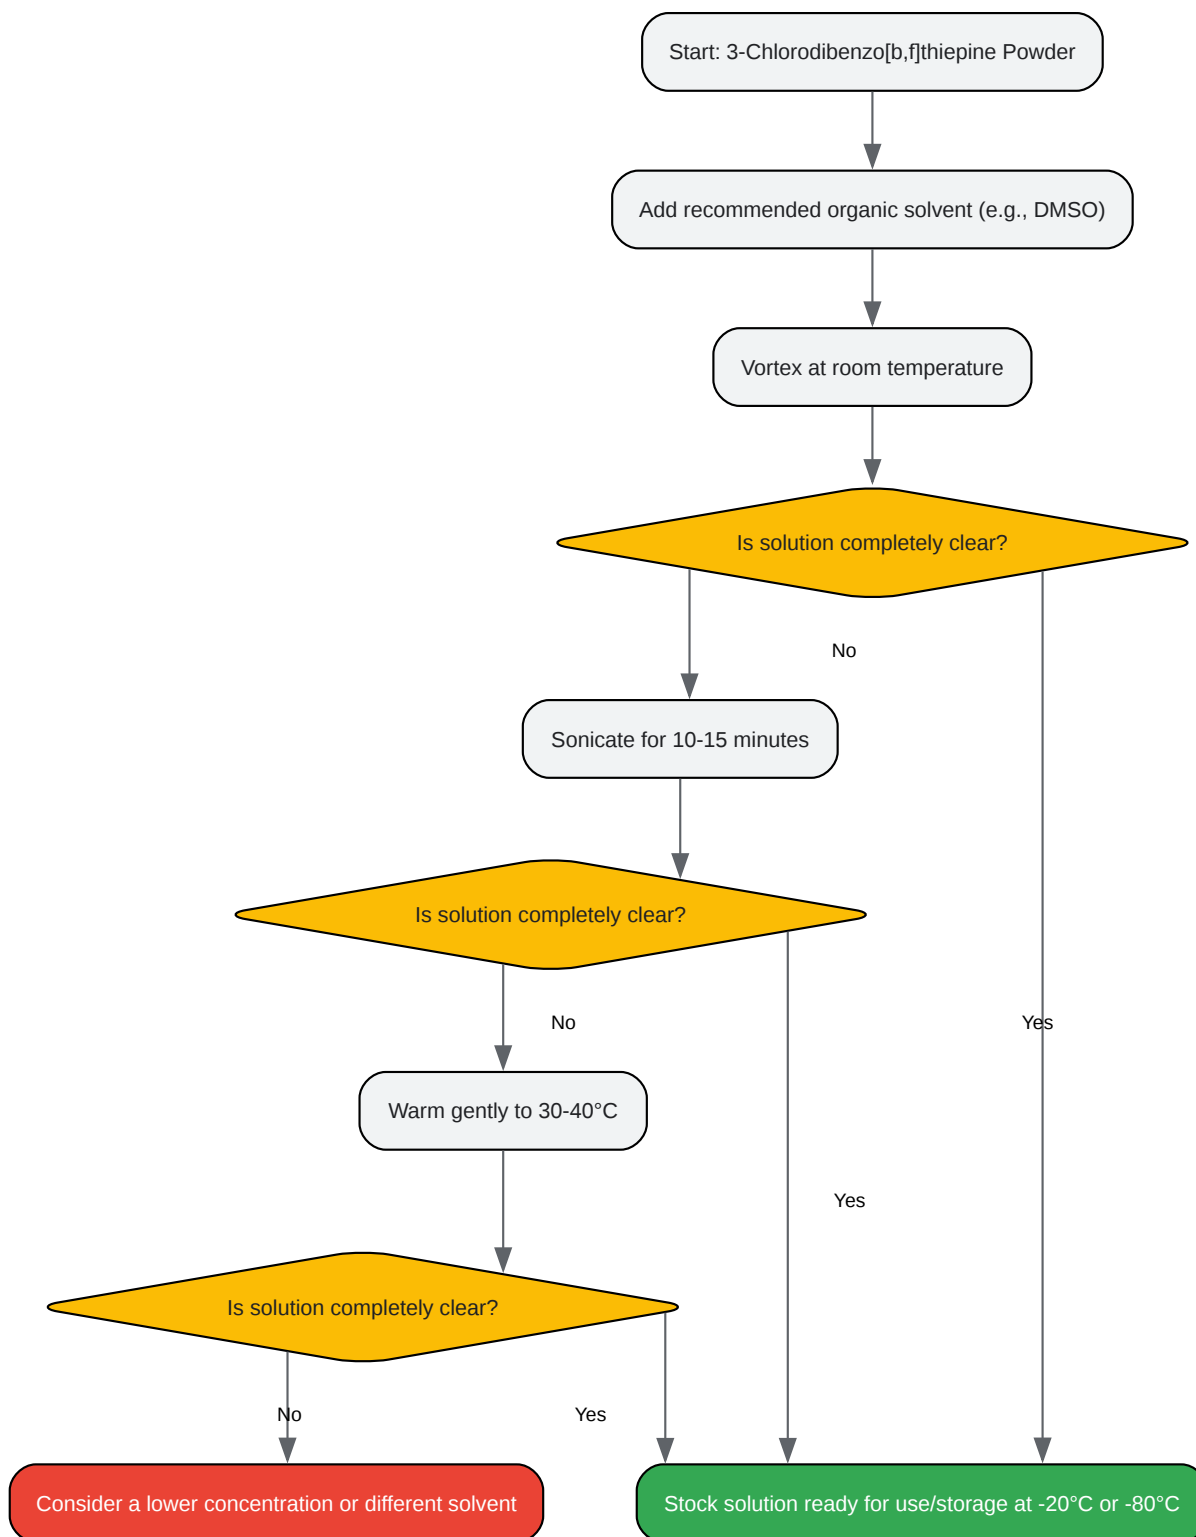 Start: 3-Chlorodibenzo[b,f]thiepine Powder
Add recommended organic solvent (e.g., DMSO)
Vortex at room temperature
Is solution completely clear?
No
Sonicate for 10-15 minutes
Is solution completely clear?
No
Yes
Warm gently to 30-40°C
Yes
Is solution completely clear?
No
Yes
Consider a lower concentration or different solvent
Stock solution ready for use/storage at -20°C or -80°C